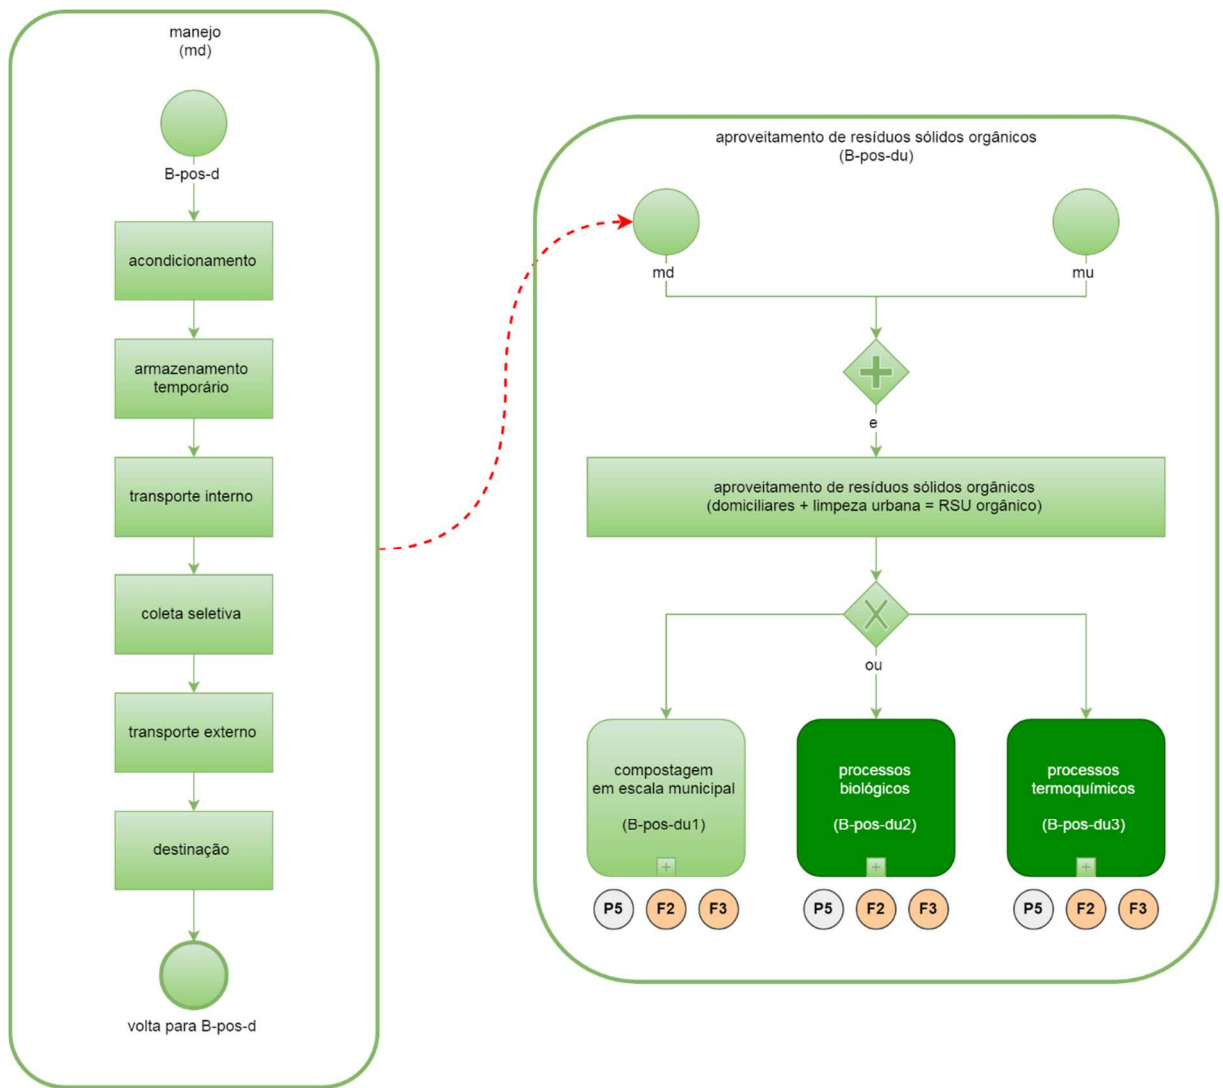 manejo
(md)
B-pos-d
acondicionamento
armazenamento
temporário
transporte interno
coleta seletiva
transporte externo
destinação
volta para B-pos-d
aproveitamento de resíduos sólidos orgânicos
(B-pos-du)
md
mu
e
aproveitamento de resíduos sólidos orgânicos
(domiciliares + limpeza urbana = RSU orgânico)
X
ou
compostagem
em escala municipal
(B-pos-du1)
processos
biológicos
(B-pos-du2)
processos
termoquímicos
(B-pos-du3)
P5 F2 F3
P5 F2 F3
P5 F2 F3